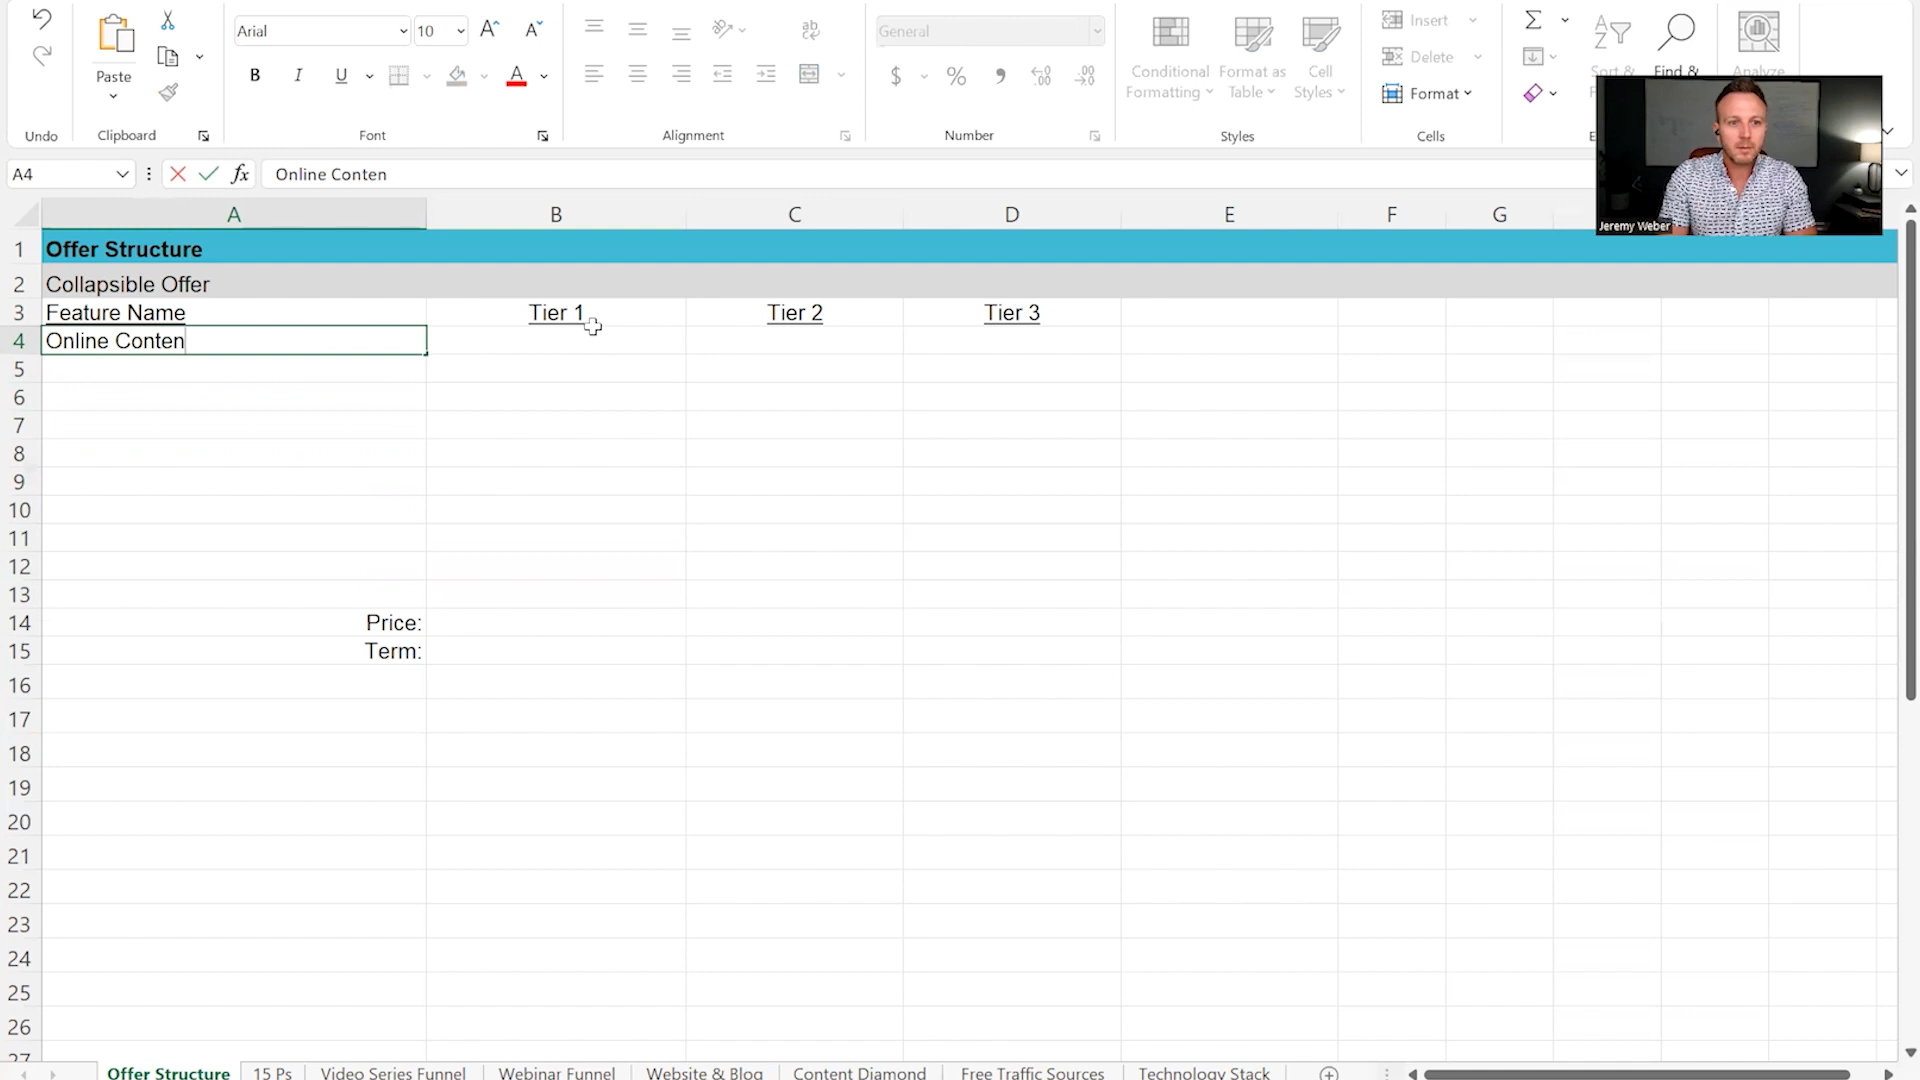 Arial
10
General
Insert
Paste
Conditional Formatting
Format as Table
Cell Styles
Delete
Format
Sort &
Find &
Analyze
Undo
Clipboard
Font
Alignment
Number
Styles
Cells
A4
fx
Online Conten
Jeremy Weber
A B C D E F G
1 Offer Structure
2 Collapsible Offer
3 Feature Name Tier 1 Tier 2 Tier 3
4 Online Conten
5
6
7
8
9
10
11
12
13
14 Price:
15 Term:
16
17
18
19
20
21
22
23
24
25
26
27
Offer Structure 15 Ps Video Series Funnel Webinar Funnel Website & Blog Content Diamond Free Traffic Sources Technology Stack